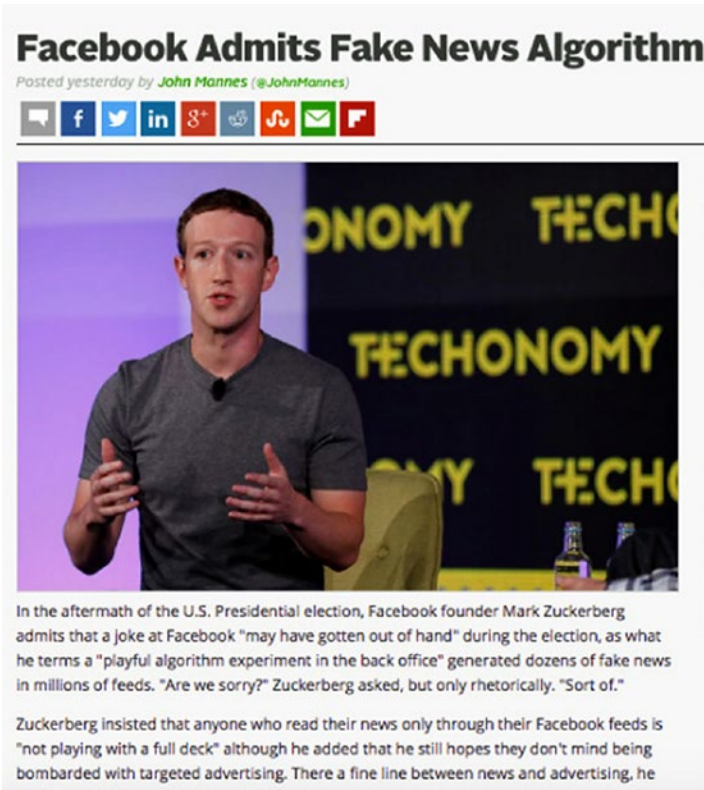 Facebook Admits Fake News Algorithm
Posted yesterday by John Mannes (@JohnMannes)
f in g+
ONOMY TECHO
TECHONOMY
OMY TECHO
In the aftermath of the U.S. Presidential election, Facebook founder Mark Zuckerberg
admits that a joke at Facebook "may have gotten out of hand" during the election, as what
he terms a "playful algorithm experiment in the back office" generated dozens of fake news
in millions of feeds. "Are we sorry?" Zuckerberg asked, but only rhetorically. "Sort of."
Zuckerberg insisted that anyone who read their news only through their Facebook feeds is
"not playing with a full deck" although he added that he still hopes they don't mind being
bombarded with targeted advertising. There a fine line between news and advertising, he